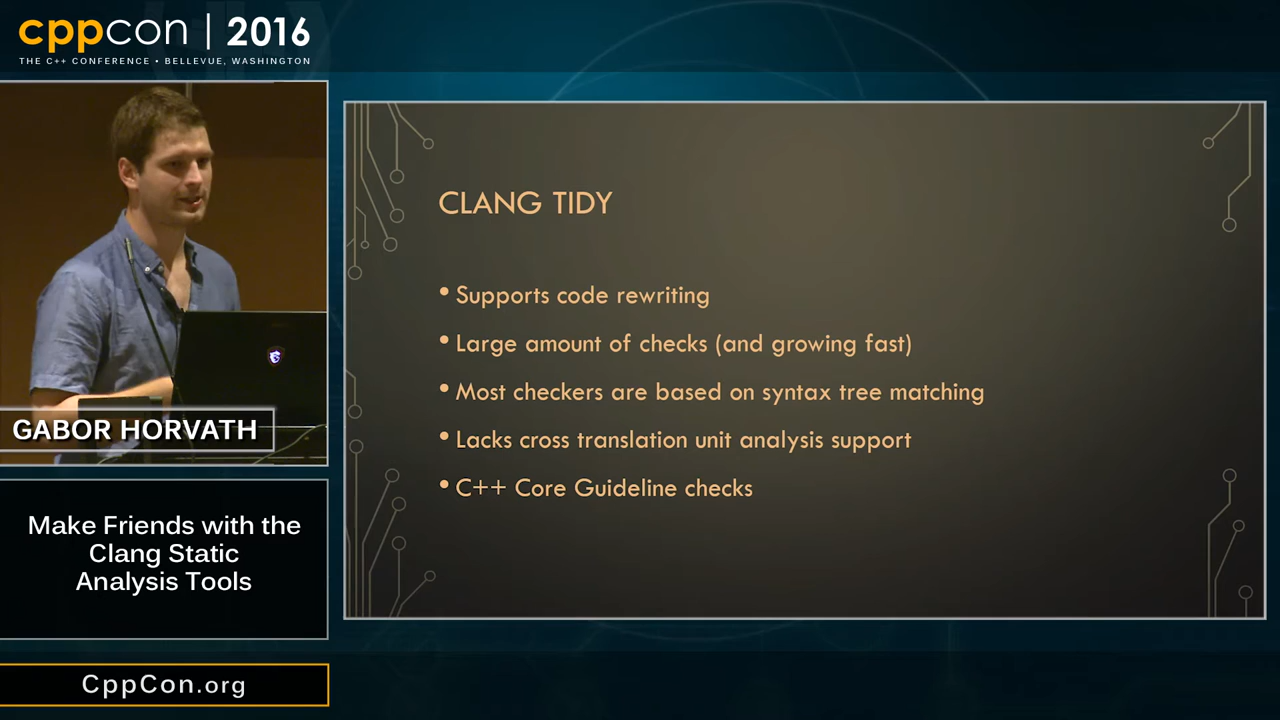 cppcon | 2016
THE C++ CONFERENCE • BELLEVUE, WASHINGTON
GABOR HORVATH
Make Friends with the
Clang Static
Analysis Tools
CppCon.org
CLANG TIDY
• Supports code rewriting
• Large amount of checks (and growing fast)
• Most checkers are based on syntax tree matching
• Lacks cross translation unit analysis support
• C++ Core Guideline checks